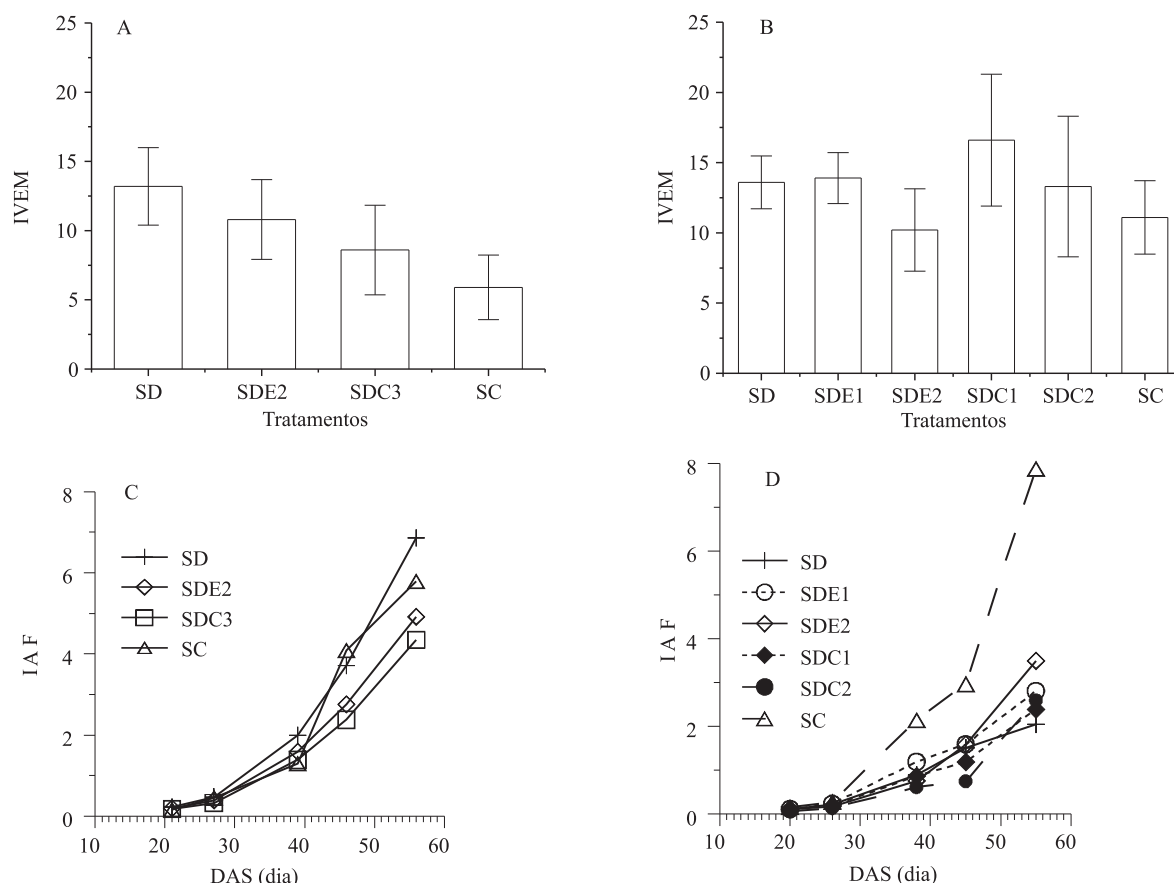 A
25
20
15
10
5
0
IVEM
SD SDE2 SDC3 SC
Tratamentos
B
25
20
15
10
5
0
IVEM
SD SDE1 SDE2 SDC1 SDC2 SC
Tratamentos
C
8
6
4
2
0
I A F
SD
SDE2
SDC3
SC
10 20 30 40 50 60
DAS (dia)
D
8
6
4
2
0
I A F
SD
SDE1
SDE2
SDC1
SDC2
SC
10 20 30 40 50 60
DAS (dia)